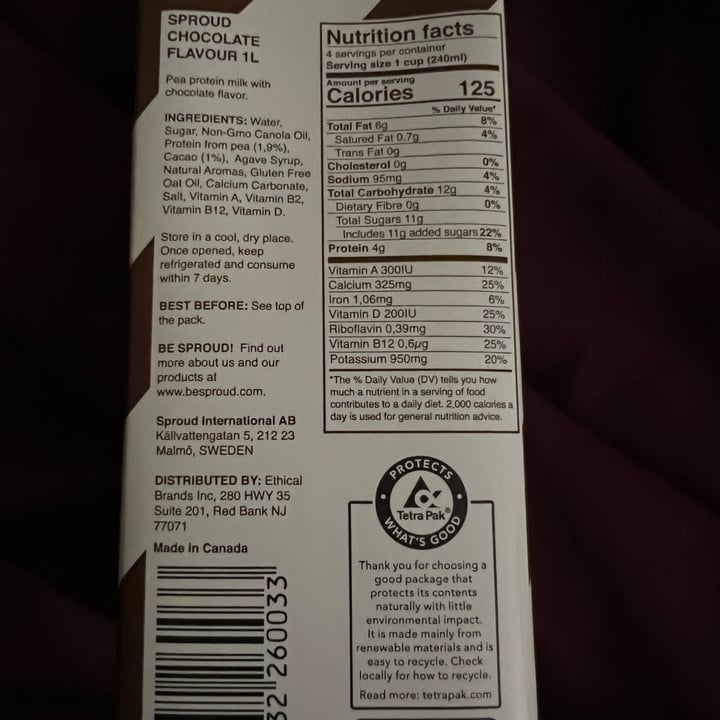 SPROUD
CHOCOLATE
FLAVOUR 1L
Pea protein milk with
chocolate flavor.
INGREDIENTS: Water,
Sugar, Non-Gmo Canola Oil,
Protein from pea (1,9%),
Cacao (1%), Agave Syrup,
Natural Aromas, Gluten Free
Oat Oil, Calcium Carbonate,
Salt, Vitamin A, Vitamin B2,
Vitamin B12, Vitamin D.
Store in a cool, dry place.
Once opened, keep
refrigerated and consume
within 7 days.
BEST BEFORE: See top of
the pack.
BE SPROUD! Find out
more about us and our
products at
www.besproud.com.
Sproud International AB
Källvattengatan 5, 212 23
Malmö, SWEDEN
DISTRIBUTED BY: Ethical
Brands Inc, 280 HWY 35
Suite 201, Red Bank NJ
77071
Made in Canada
32 260033
Nutrition facts
4 servings per container
Serving size 1 cup (240ml)
Amount per serving
Calories 125
% Daily Value*
Total Fat 6g 8%
Satured Fat 0.7g 4%
Trans Fat 0g
Cholesterol 0g 0%
Sodium 95mg 4%
Total Carbohydrate 12g 4%
Dietary Fibre 0g 0%
Total Sugars 11g
Includes 11g added sugars 22%
Protein 4g 8%
Vitamin A 300IU 12%
Calcium 325mg 25%
Iron 1,06mg 6%
Vitamin D 200IU 25%
Riboflavin 0,39mg 30%
Vitamin B12 0,6µg 25%
Potassium 950mg 20%
*The % Daily Value (DV) tells you how
much a nutrient in a serving of food
contributes to a daily diet. 2,000 calories a
day is used for general nutrition advice.
PROTECTS
Tetra Pak®
WHAT'S GOOD
Thank you for choosing a
good package that
protects its contents
naturally with little
environmental impact.
It is made mainly from
renewable materials and is
easy to recycle. Check
locally for how to recycle.
Read more: tetrapak.com